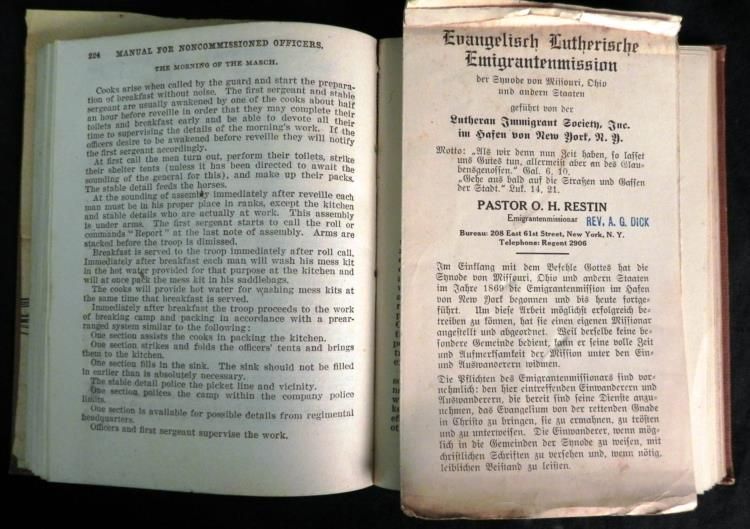 224 MANUAL FOR NONCOMMISSIONED OFFICERS.
THE MORNING OF THE MARCH.
Cooks arise when called by the guard and start the prepara-
tion of breakfast without noise. The first sergeant and stable
sergeant are usually awakened by one of the cooks about half
an hour before reveille in order that they may complete their
toilets and breakfast early and be able to devote all their
time to supervising the details of the morning's work. If the
officers desire to be awakened before reveille they will notify
the first sergeant accordingly.
At first call the men turn out, perform their toilets, strike
their shelter tents (unless it has been directed to await the
sounding of the general for this), and make up their packs.
The stable detail feeds the horses.
At the sounding of assembly immediately after reveille each
man must be in his proper place in ranks, except the kitchen
and stable details who are actually at work. This assembly
is under arms. The first sergeant starts to call the roll or
commands "Report" at the last note of assembly. Arms are
stacked before the troop is dimissed.
Breakfast is served to the troop immediately after roll call.
Immediately after breakfast each man will wash his mess kit
in the hot water provided for that purpose at the kitchen and
will at once pack the mess kit in his saddlebags.
The cooks will provide hot water for washing mess kits at
the same time that breakfast is served.
Immediately after breakfast the troop proceeds to the work
of breaking camp and packing in accordance with a prear-
ranged system similar to the following:
One section assists the cooks in packing the kitchen.
One section strikes and folds the officers' tents and brings
them to the kitchen.
One section fills in the sink. The sink should not be filled
in earlier than is absolutely necessary.
The stable detail police the picket line and vicinity.
One section polices the camp within the company police
limits.
One section is available for possible details from regimental
headquarters.
Officers and first sergeant supervise the work.
Evangelisch Lutherische
Emigrantenmission
der Synode von Missouri, Ohio
und andern Staaten
geführt von der
Lutheran Immigrant Society, Inc.
im Hafen von New York, N. Y.
Motto: „Als wir denn nun Zeit haben, so lasset
uns Gutes tun, allermeist aber an des Glau-
bensgenossen." Gal. 6, 10.
„Gehe aus bald auf die Straßen und Gassen
der Stadt." Luk. 14, 21.
PASTOR O. H. RESTIN
Emigrantenmissionar REV. A. G. DICK
Bureau: 208 East 61st Street, New York, N. Y.
Telephone: Regent 2906
Im Einklang mit dem Befehle Gottes hat die
Synode von Missouri, Ohio und andern Staaten
im Jahre 1869 die Emigrantenmission im Hafen
von New York begonnen und bis heute fortge-
führt. Um diese Arbeit möglichst erfolgreich be-
treiben zu können, hat sie einen eigenen Missionar
angestellt und abgeordnet. Weil derselbe keine be-
sondere Gemeinde bedient, kann er seine volle Zeit
und Aufmerksamkeit der Mission unter den Ein-
und Auswanderern widmen.
Die Pflichten des Emigrantenmissionars sind vor-
nehmlich: den hier eintreffenden Einwanderern und
Auswanderern, die bereit sind seine Dienste anzu-
nehmen, das Evangelium von der rettenden Gnade
in Christo zu bringen, sie zu ermahnen, zu trösten
und zu unterweisen. Die Einwanderer, wenn mög-
lich in die Gemeinden der Synode zu weisen, mit
christlichen Schriften zu versehen und, wenn nötig,
leiblichen Beistand zu leisten.